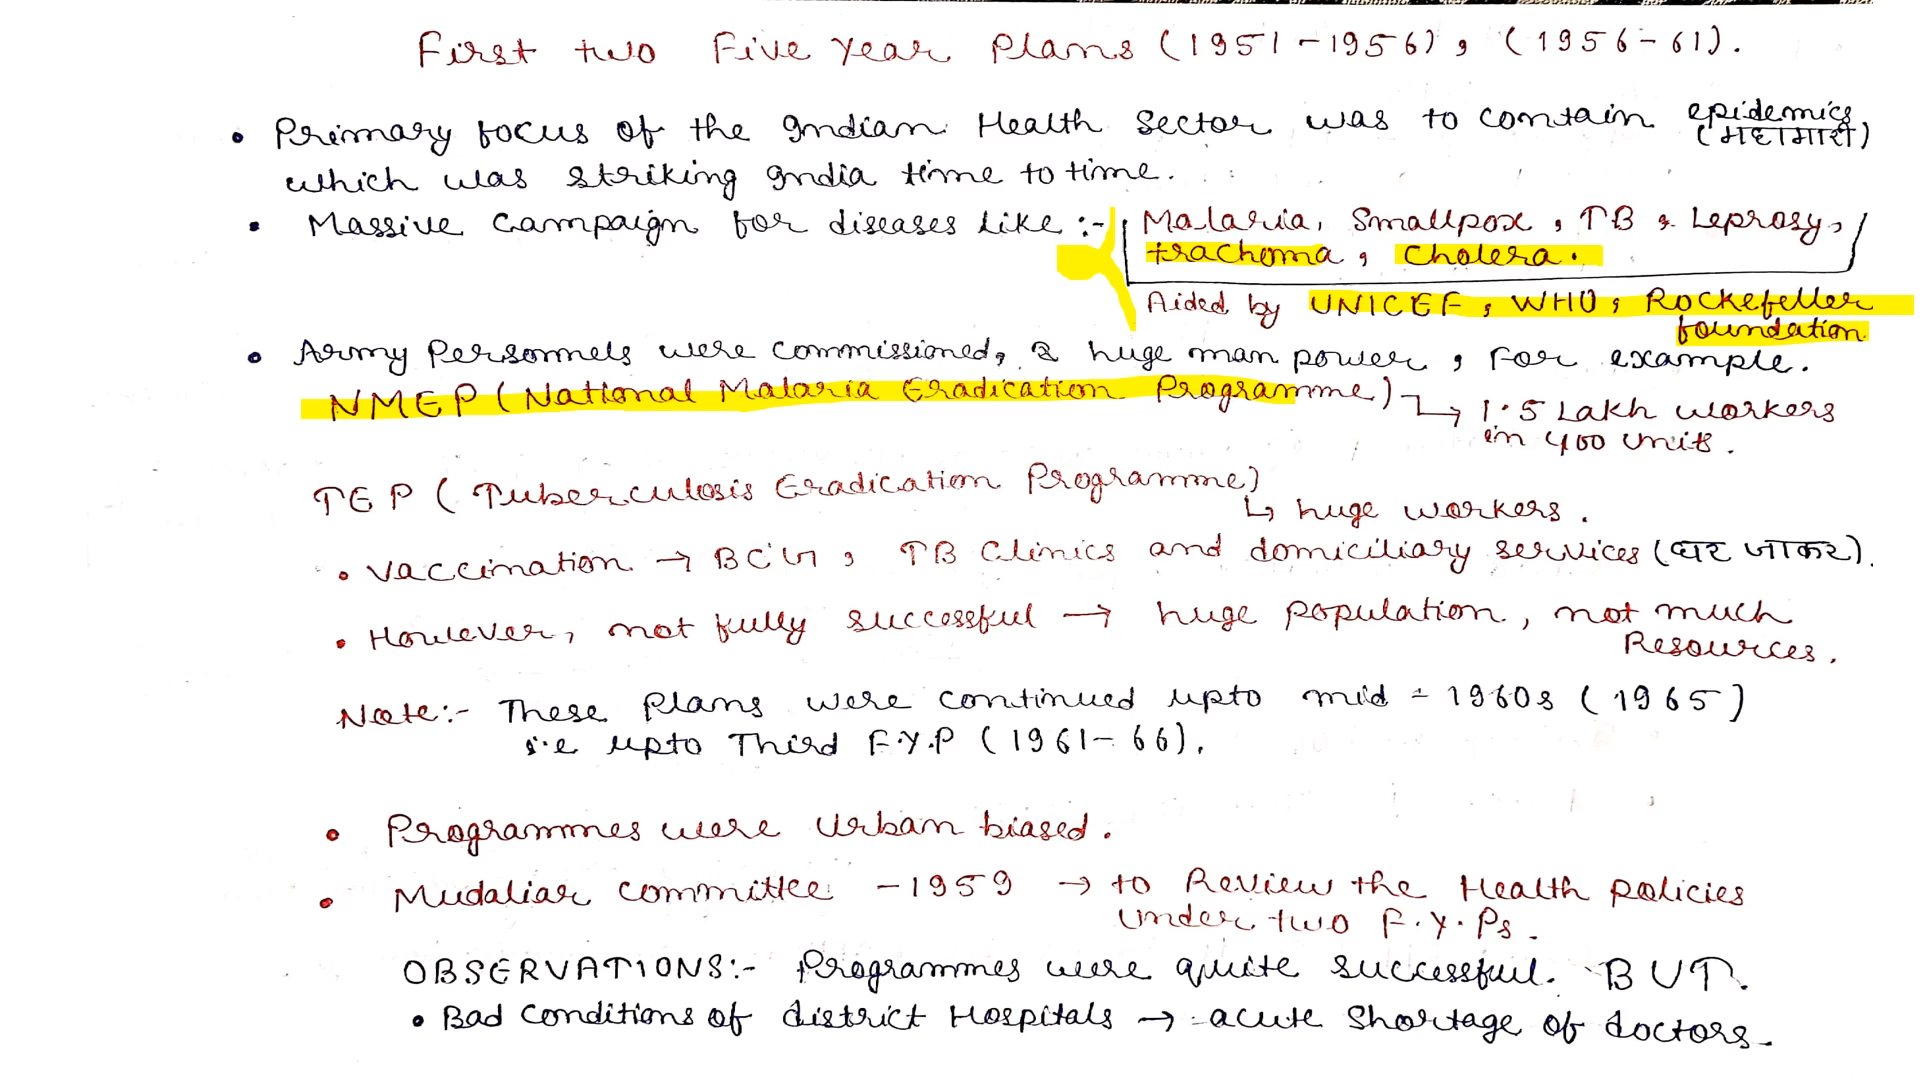 First two Five Year Plans (1951-1956), (1956-61).
• Primary focus of the Indian Health Sector was to contain epidemics,
(महामारी)
which was striking India time to time.
• Massive Campaign for diseases like :- Malaria, Smallpox, TB, Leprosy,
trachoma, Cholera.
Aided by UNICEF, WHO, Rockefeller
foundation
• Army Personnels were commissioned, & huge man power, For example.
NMEP (National Malaria Eradication Programme) ↳ 1.5 Lakh workers
in 400 units.
TEP (Tuberculosis Eradication Programme)
↳ huge workers.
• Vaccination → BCG, TB Clinics and domiciliary services (घर जाकर).
• However, not fully successful → huge population, not much
Resources.
Note:- These Plans were continued upto mid-1960s (1965)
i.e upto Third F.Y.P (1961-66).
• Programmes were Urban biased.
• Mudaliar Committee - 1959 → to Review the Health policies
Under two F.Y.Ps.
OBSERVATIONS:- Programmes were quite successful. BUT.
• Bad Conditions of district Hospitals → acute Shortage of doctors.